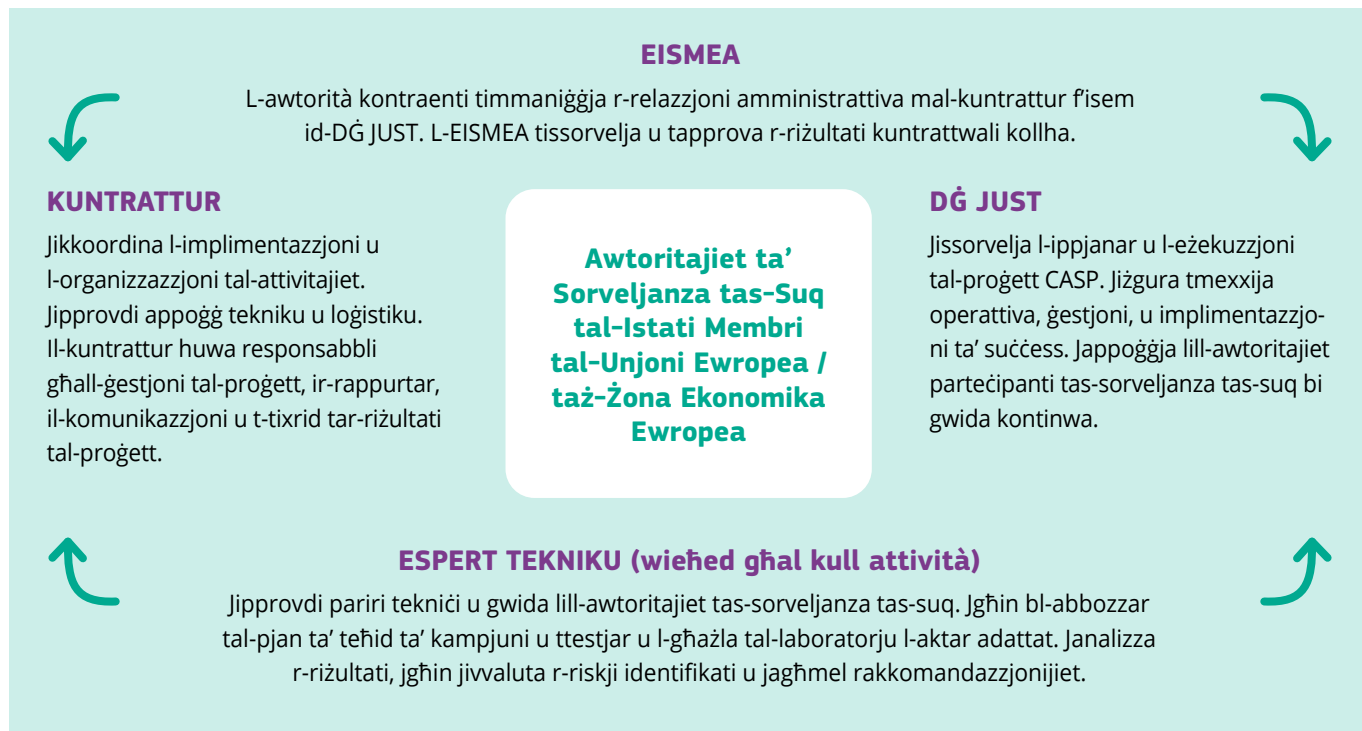 EISMEA
L-awtorità kontraenti timmaniġġja r-relazzjoni amministrattiva mal-kuntrattur f'isem
id-DĠ JUST. L-EISMEA tissorvelja u tapprova r-riżultati kuntrattwali kollha.
KUNTRATTUR
Jikkoordina l-implimentazzjoni u
l-organizzazzjoni tal-attivitajiet.
Jipprovdi appoġġ tekniku u loġistiku.
Il-kuntrattur huwa responsabbli
għall-ġestjoni tal-proġett, ir-rappurtar,
il-komunikazzjoni u t-tixrid tar-riżultati
tal-proġett.
Awtoritajiet ta'
Sorveljanza tas-Suq
tal-Istati Membri
tal-Unjoni Ewropea /
taż-Żona Ekonomika
Ewropea
DĠ JUST
Jissorvelja l-ippjanar u l-eżekuzzjoni
tal-proġett CASP. Jiżgura tmexxija
operattiva, ġestjoni, u implimentazzjo-
ni ta' suċċess. Jappoġġja lill-awtoritajiet
parteċipanti tas-sorveljanza tas-suq bi
gwida kontinwa.
ESPERT TEKNIKU (wieħed għal kull attività)
Jipprovdi pariri tekniċi u gwida lill-awtoritajiet tas-sorveljanza tas-suq. Jgħin bl-abbozzar
tal-pjan ta' teħid ta' kampjuni u ttestjar u l-għażla tal-laboratorju l-aktar adattat. Janalizza
r-riżultati, jgħin jivvaluta r-riskji identifikati u jagħmel rakkomandazzjonijiet.